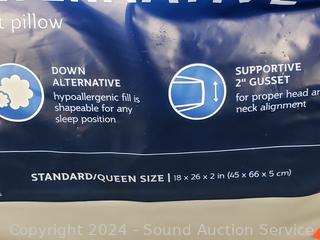 t pillow
DOWN
ALTERNATIVE
hypoallergenic fill is
shapeable for any
sleep position
SUPPORTIVE
2" GUSSET
for proper head an
neck alignment
STANDARD/QUEEN SIZE | 18 x 26 x 2 in (45 x 66 x 5 cm)
Copyright 2024 - Sound Auction Service